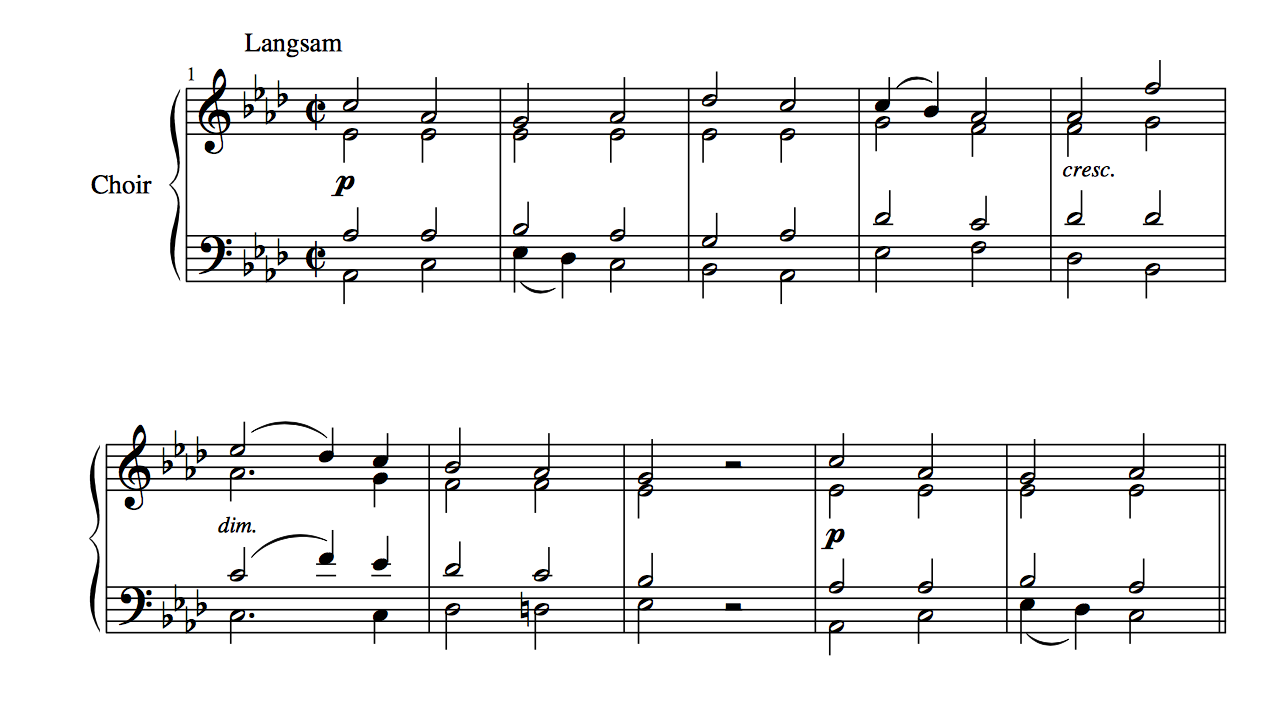 Langsam
1
Choir
p
cresc.
dim.
p